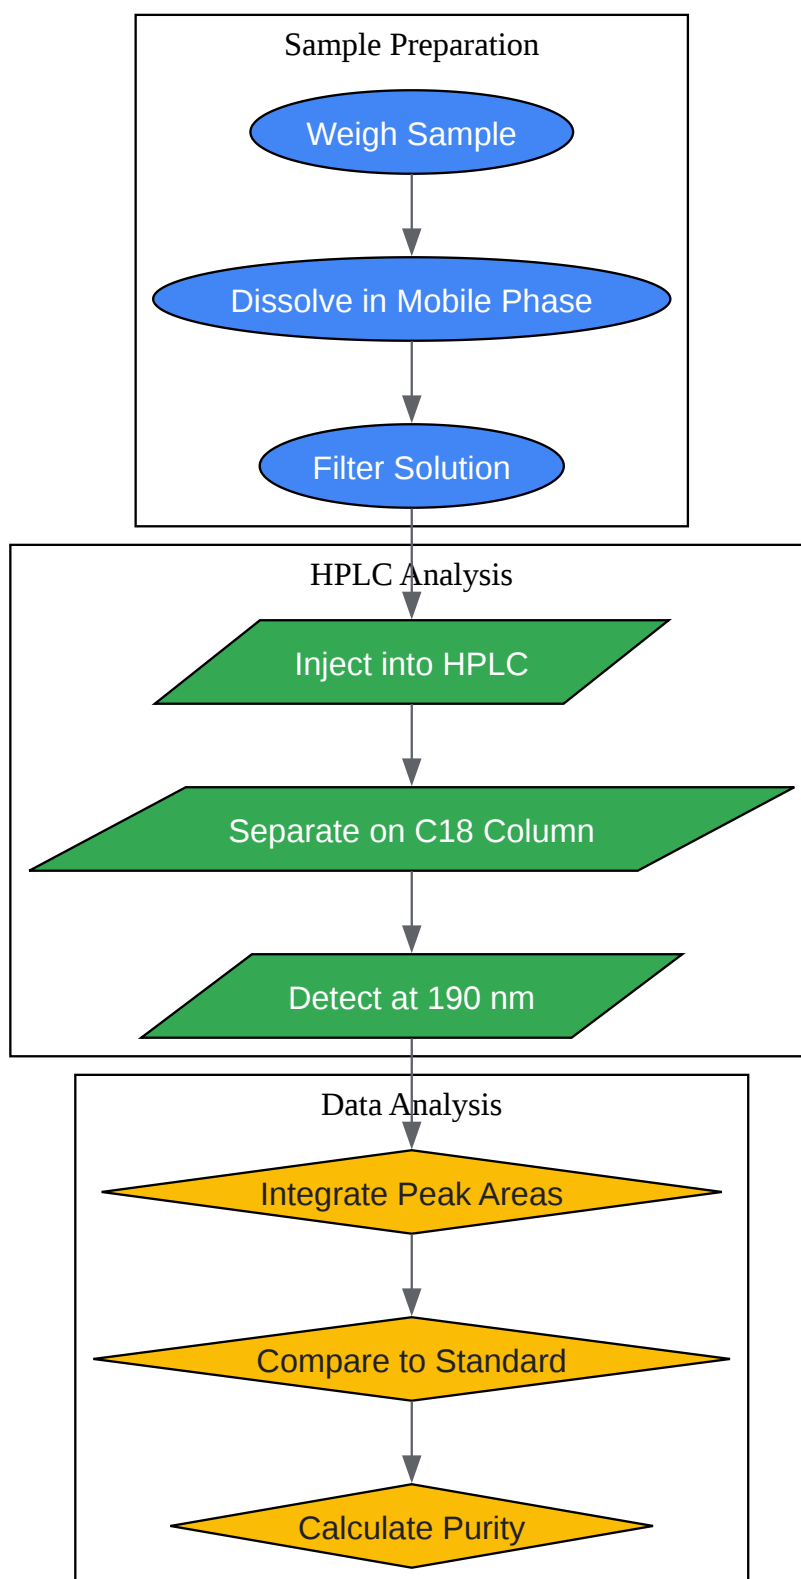 Sample Preparation
Weigh Sample
Dissolve in Mobile Phase
Filter Solution
HPLC Analysis
Inject into HPLC
Separate on C18 Column
Detect at 190 nm
Data Analysis
Integrate Peak Areas
Compare to Standard
Calculate Purity